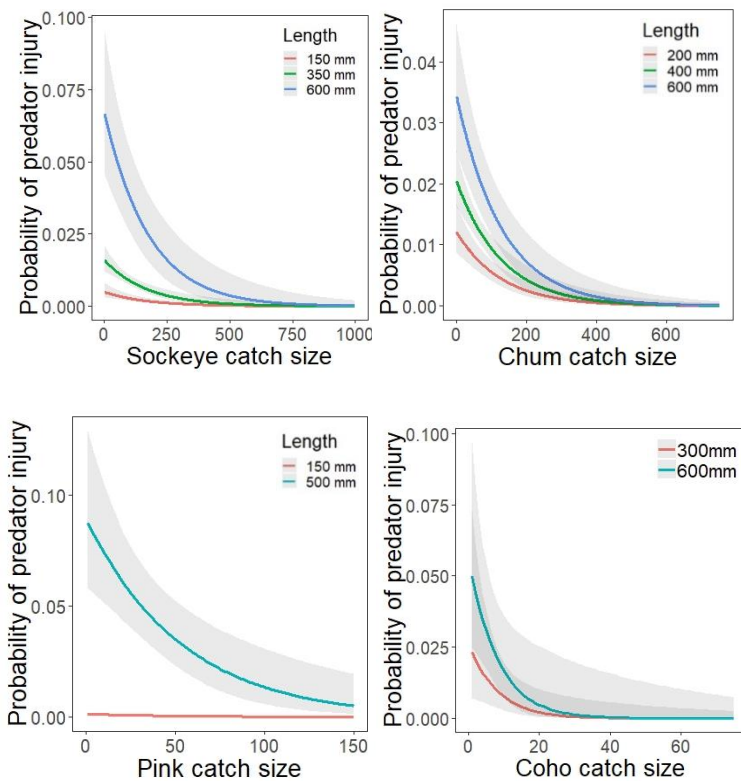 Probability of predator injury
0.100
0.075
0.050
0.025
0.000
Length
150 mm
350 mm
600 mm
0
250
500
750
1000
Sockeye catch size
Probability of predator injury
0.04
0.03
0.02
0.01
0.00
Length
200 mm
400 mm
600 mm
0
200
400
600
Chum catch size
Probability of predator injury
0.10
0.05
0.00
Length
150 mm
500 mm
0
50
100
150
Pink catch size
Probability of predator injury
0.100
0.075
0.050
0.025
0.000
300mm
600mm
0
20
40
60
Coho catch size